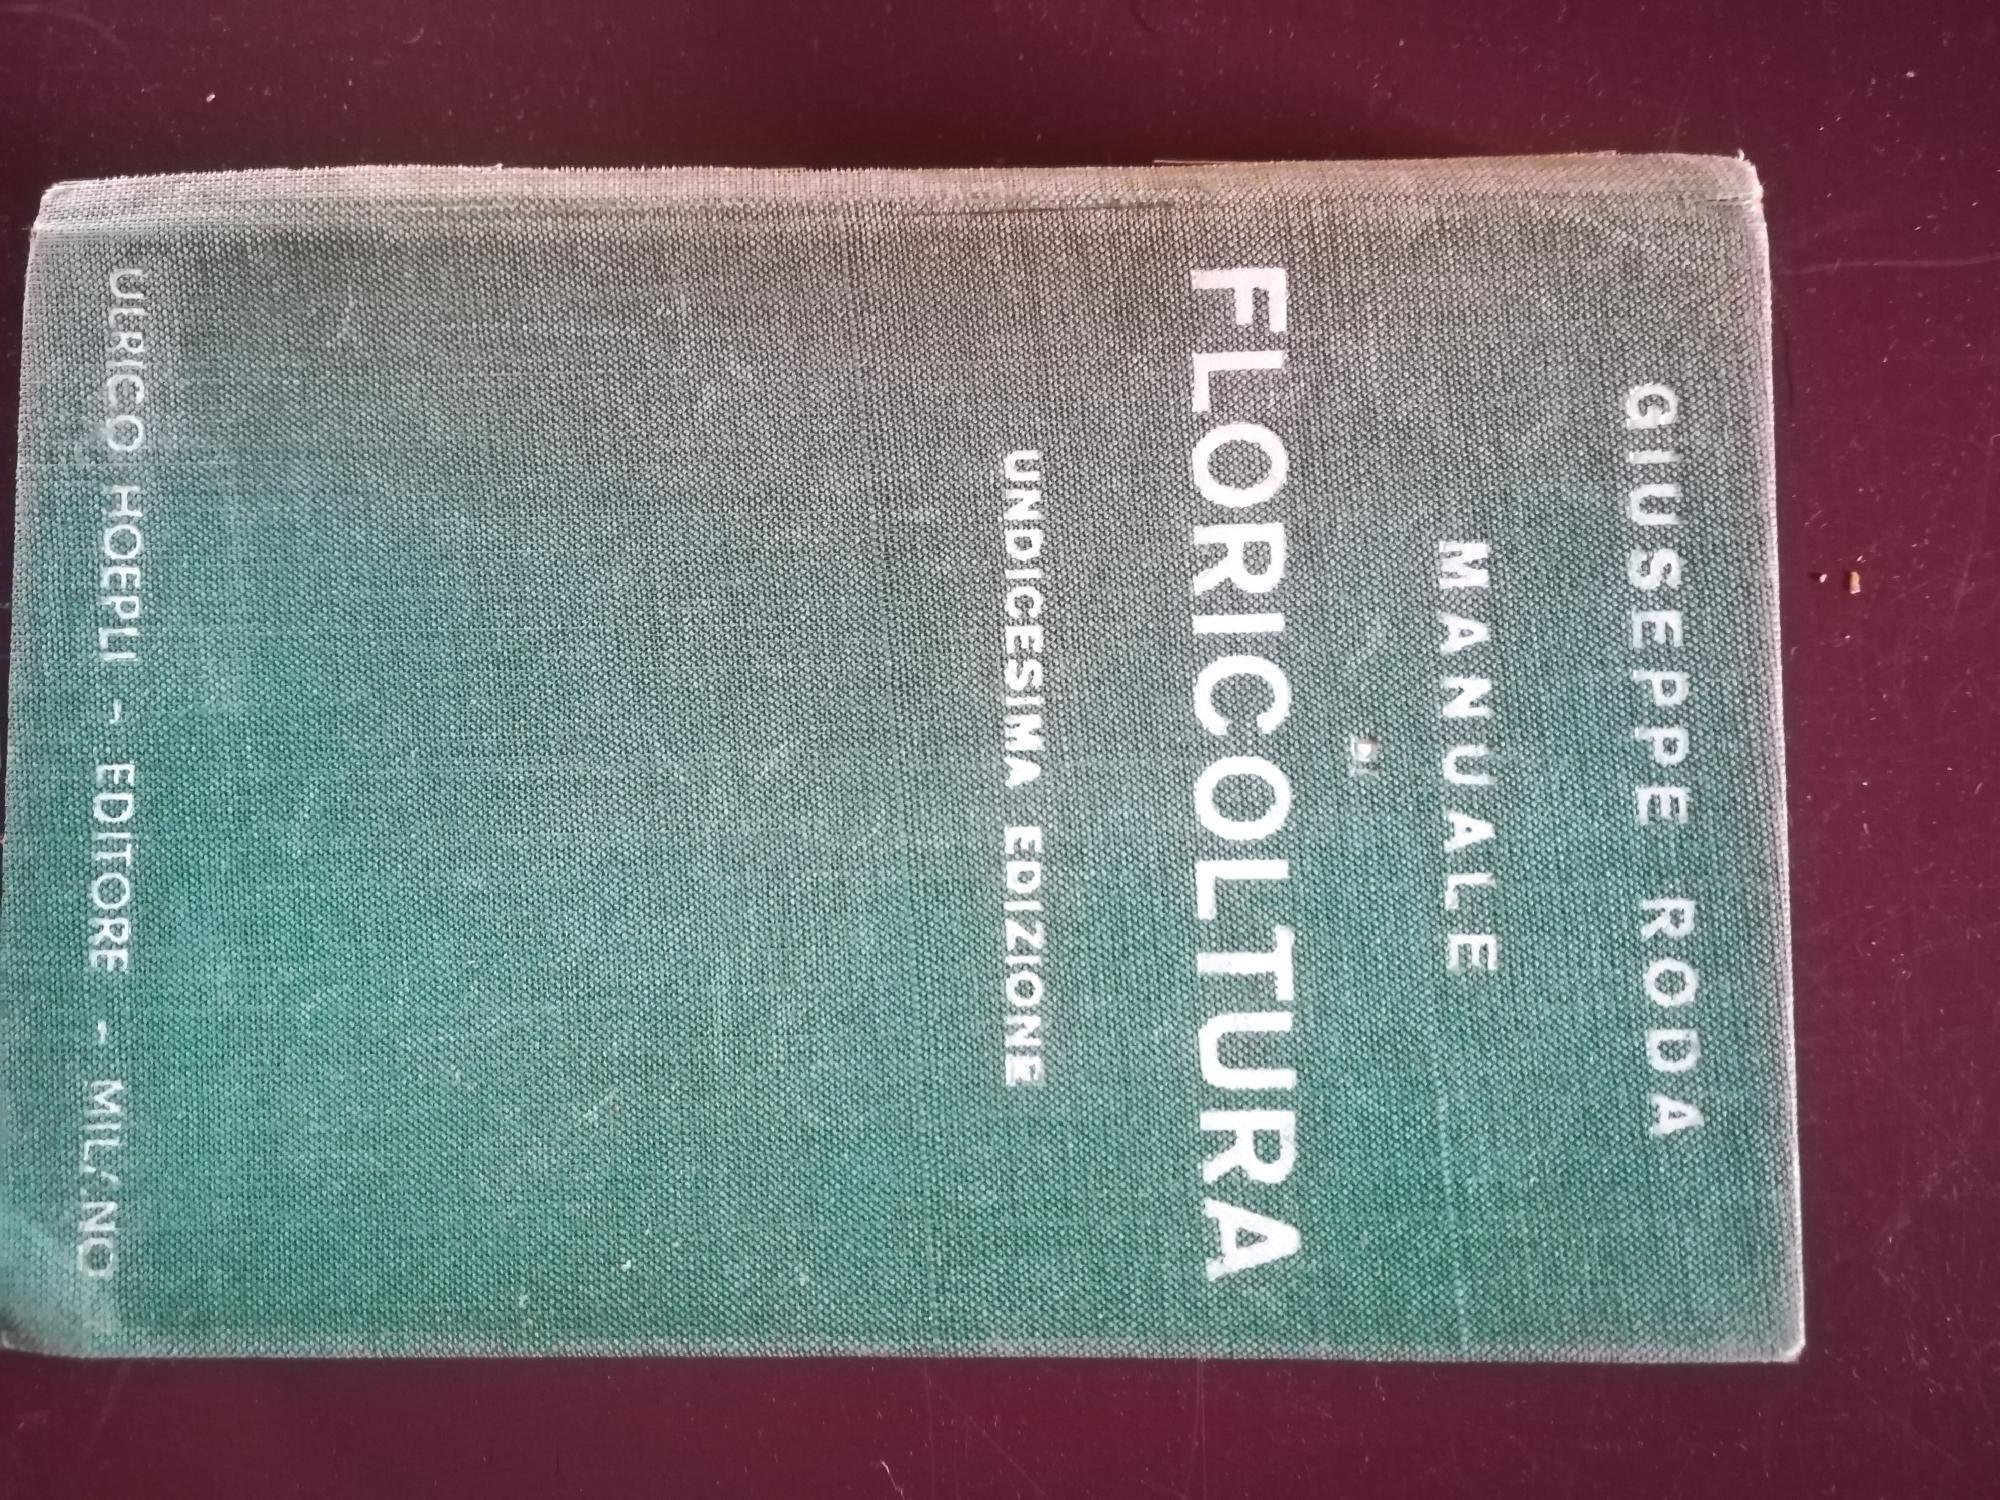 GIUSEPPE RODA
MANUALE
DI
FLORICOLTURA
UNDICESIMA EDIZIONE
ULRICO HOEPLI - EDITORE - MILANO